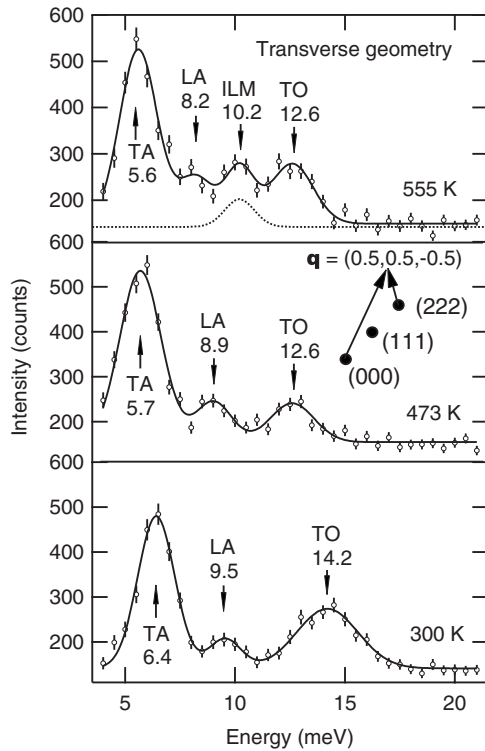 Transverse geometry
600
500
400
300
200
LA
8.2
ILM
10.2
TO
12.6
TA
5.6
555 K
600
500
400
300
200
q = (0.5,0.5,-0.5)
(222)
(111)
(000)
LA
8.9
TO
12.6
TA
5.7
473 K
600
500
400
300
200
LA
9.5
TO
14.2
TA
6.4
300 K
Intensity (counts)
5 10 15 20
Energy (meV)